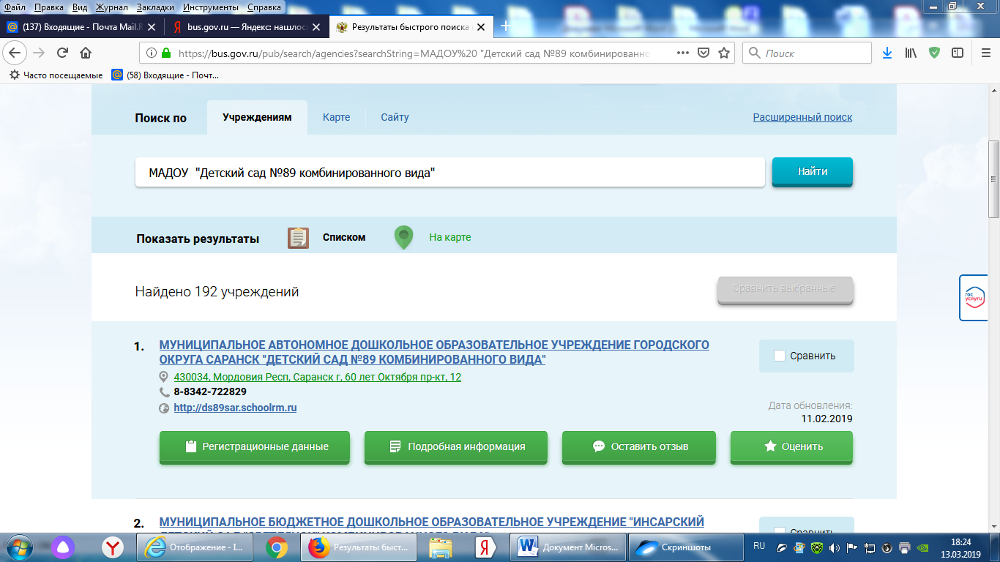 Файл Правка Вид Журнал Закладки Инструменты Справка
(137) Входящие - Почта Mail.R
bus.gov.ru — Яндекс: нашлось
Результаты быстрого поиска
https://bus.gov.ru/pub/search/agencies?searchString=МАДОУ%20 "Детский сад №89 комбинированно
Поиск
Часто посещаемые (58) Входящие - Почт...
Поиск по Учреждениям Карте Сайту Расширенный поиск
МАДОУ "Детский сад №89 комбинированного вида" Найти
Показать результаты Списком На карте
Найдено 192 учреждений Сравнить выбранные
гос
услуги
1. МУНИЦИПАЛЬНОЕ АВТОНОМНОЕ ДОШКОЛЬНОЕ ОБРАЗОВАТЕЛЬНОЕ УЧРЕЖДЕНИЕ ГОРОДСКОГО
ОКРУГА САРАНСК "ДЕТСКИЙ САД №89 КОМБИНИРОВАННОГО ВИДА"
Сравнить
430034, Мордовия Респ, Саранск г, 60 лет Октября пр-кт, 12
8-8342-722829
http://ds89sar.schoolrm.ru
Дата обновления:
11.02.2019
Регистрационные данные Подробная информация Оставить отзыв Оценить
2. МУНИЦИПАЛЬНОЕ БЮДЖЕТНОЕ ДОШКОЛЬНОЕ ОБРАЗОВАТЕЛЬНОЕ УЧРЕЖДЕНИЕ "ИНСАРСКИЙ
Сравнить
Отображение - I... Результаты быст... Документ Micros... Скриншоты RU 18:24
13.03.2019